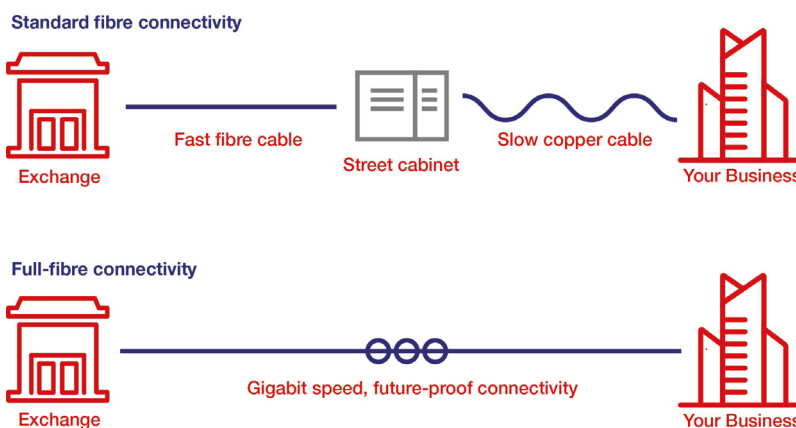 Standard fibre connectivity
Fast fibre cable
Slow copper cable
Street cabinet
Exchange
Your Business
Full-fibre connectivity
Gigabit speed, future-proof connectivity
Exchange
Your Business